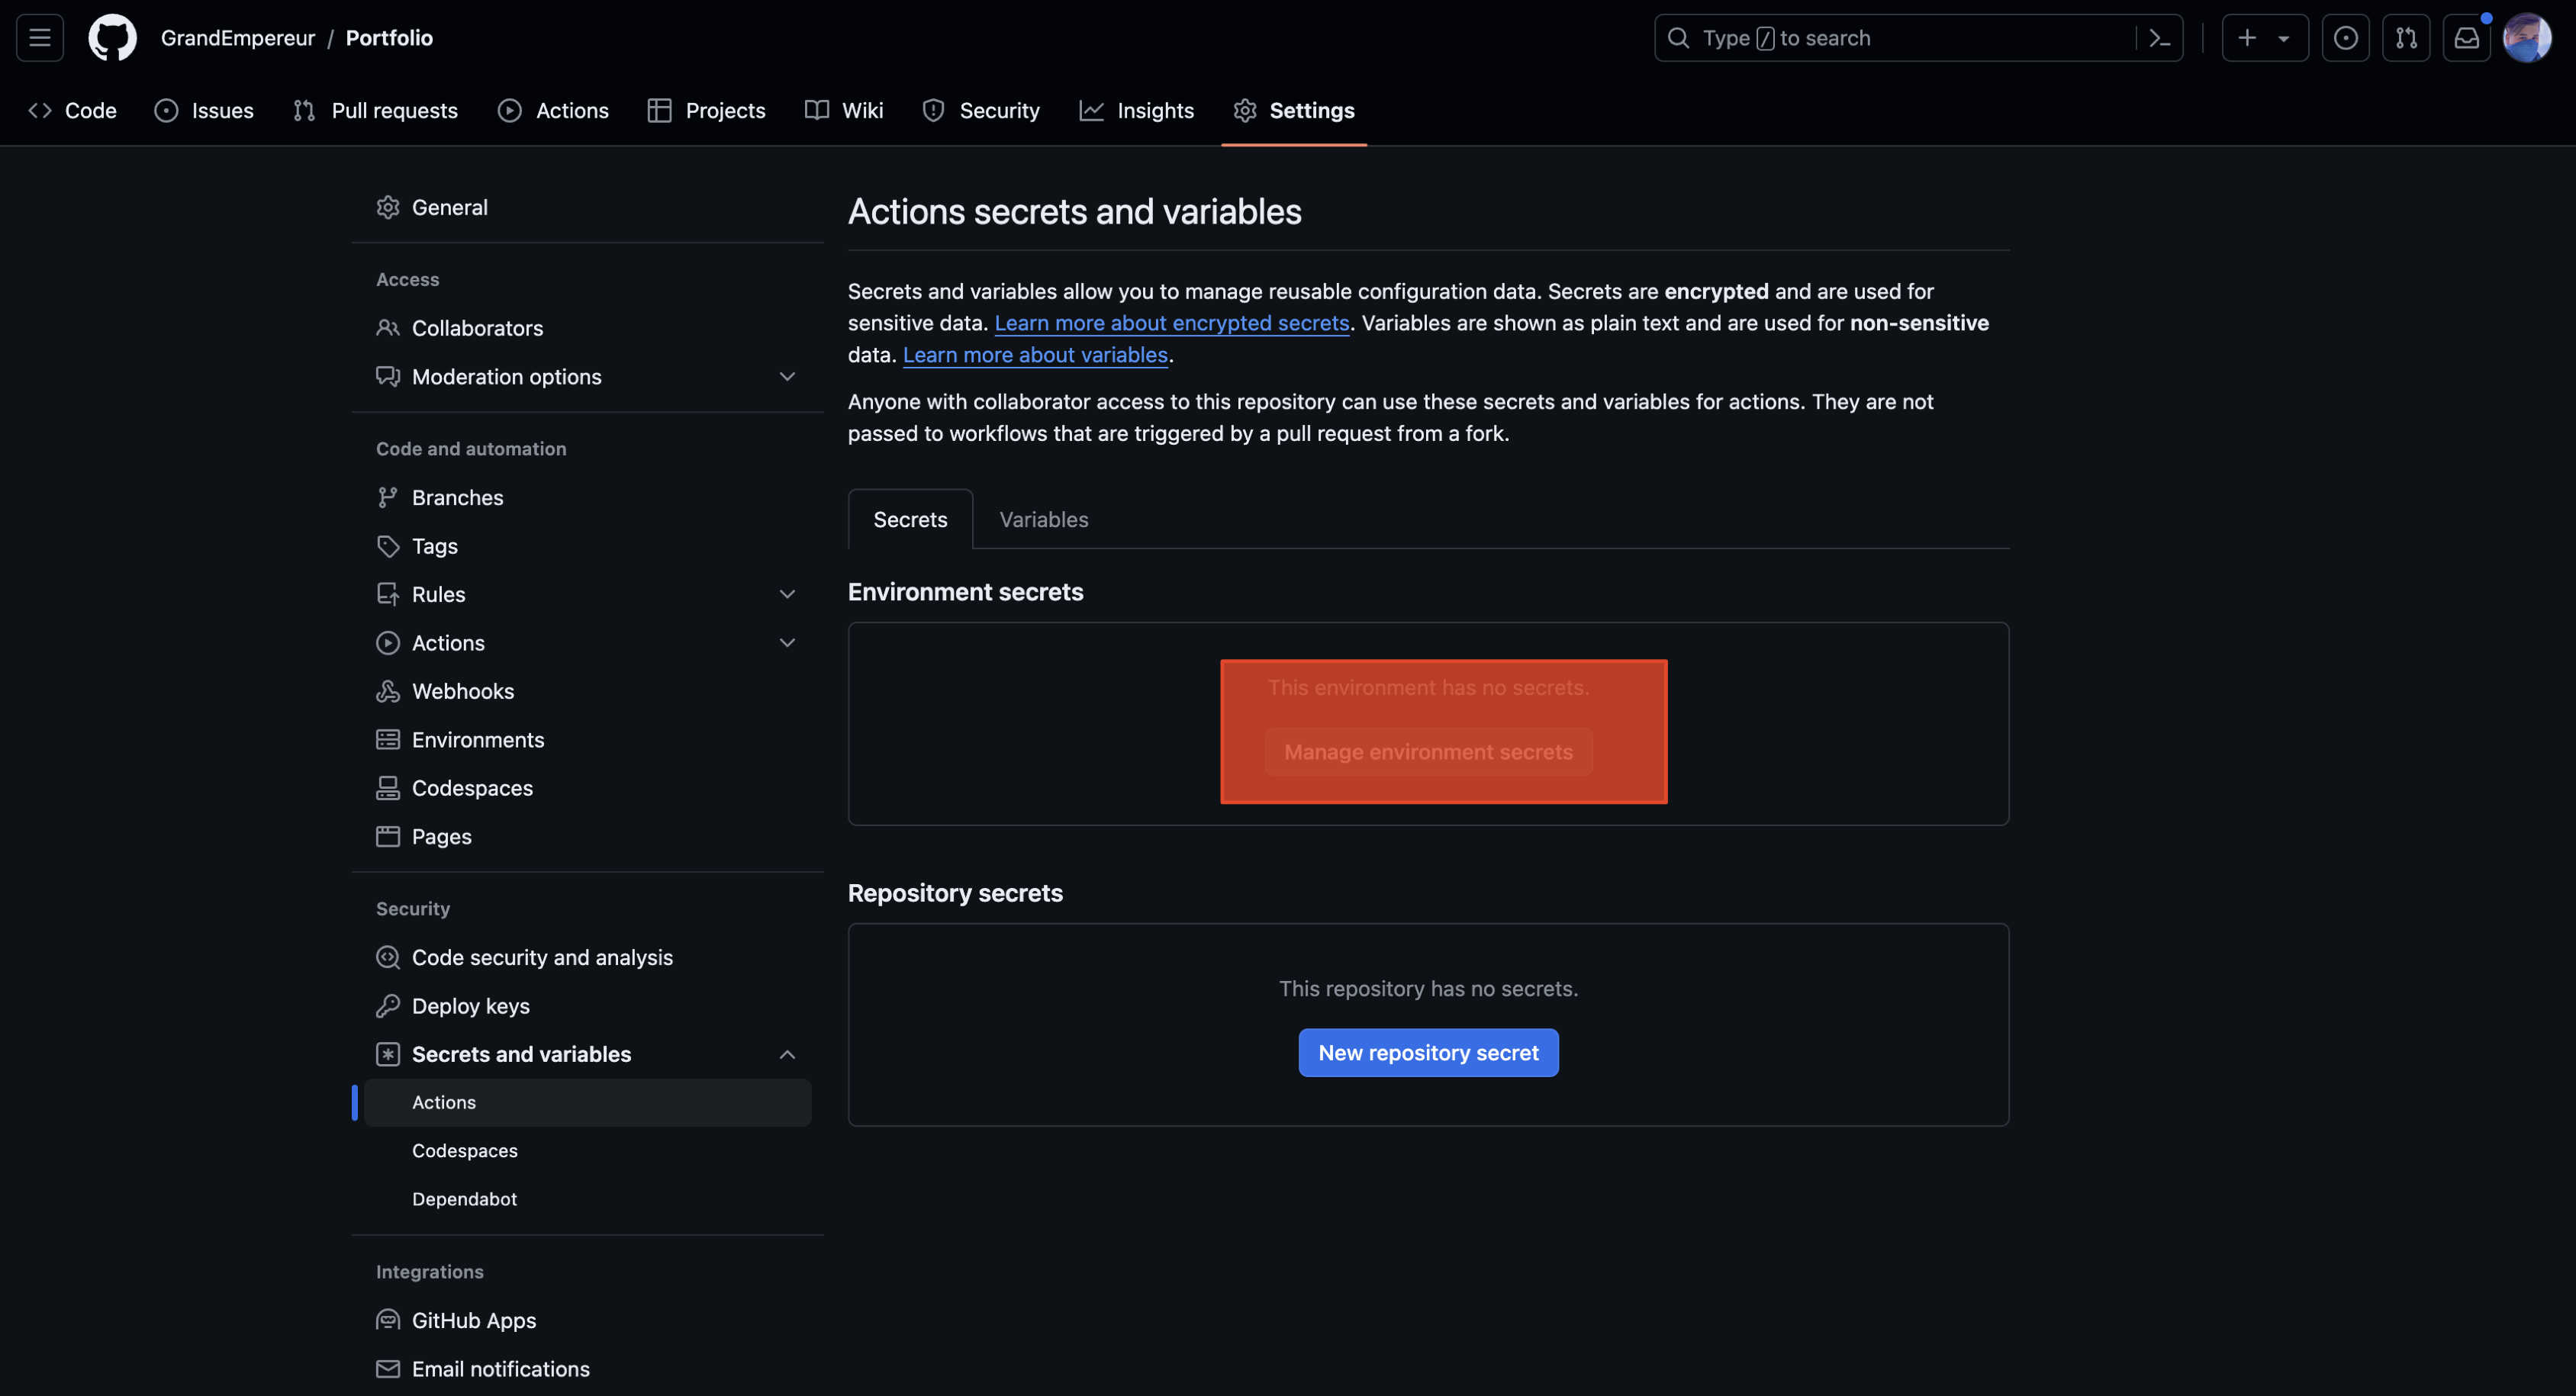 GrandEmpereur / Portfolio
Type / to search
Code
Issues
Pull requests
Actions
Projects
Wiki
Security
Insights
Settings
General
Access
Collaborators
Moderation options
Code and automation
Branches
Tags
Rules
Actions
Webhooks
Environments
Codespaces
Pages
Security
Code security and analysis
Deploy keys
Secrets and variables
Actions
Codespaces
Dependabot
Integrations
GitHub Apps
Email notifications
Actions secrets and variables
Secrets and variables allow you to manage reusable configuration data. Secrets are encrypted and are used for
sensitive data. Learn more about encrypted secrets. Variables are shown as plain text and are used for non-sensitive
data. Learn more about variables.
Anyone with collaborator access to this repository can use these secrets and variables for actions. They are not
passed to workflows that are triggered by a pull request from a fork.
Secrets
Variables
Environment secrets
This environment has no secrets.
Manage environment secrets
Repository secrets
This repository has no secrets.
New repository secret